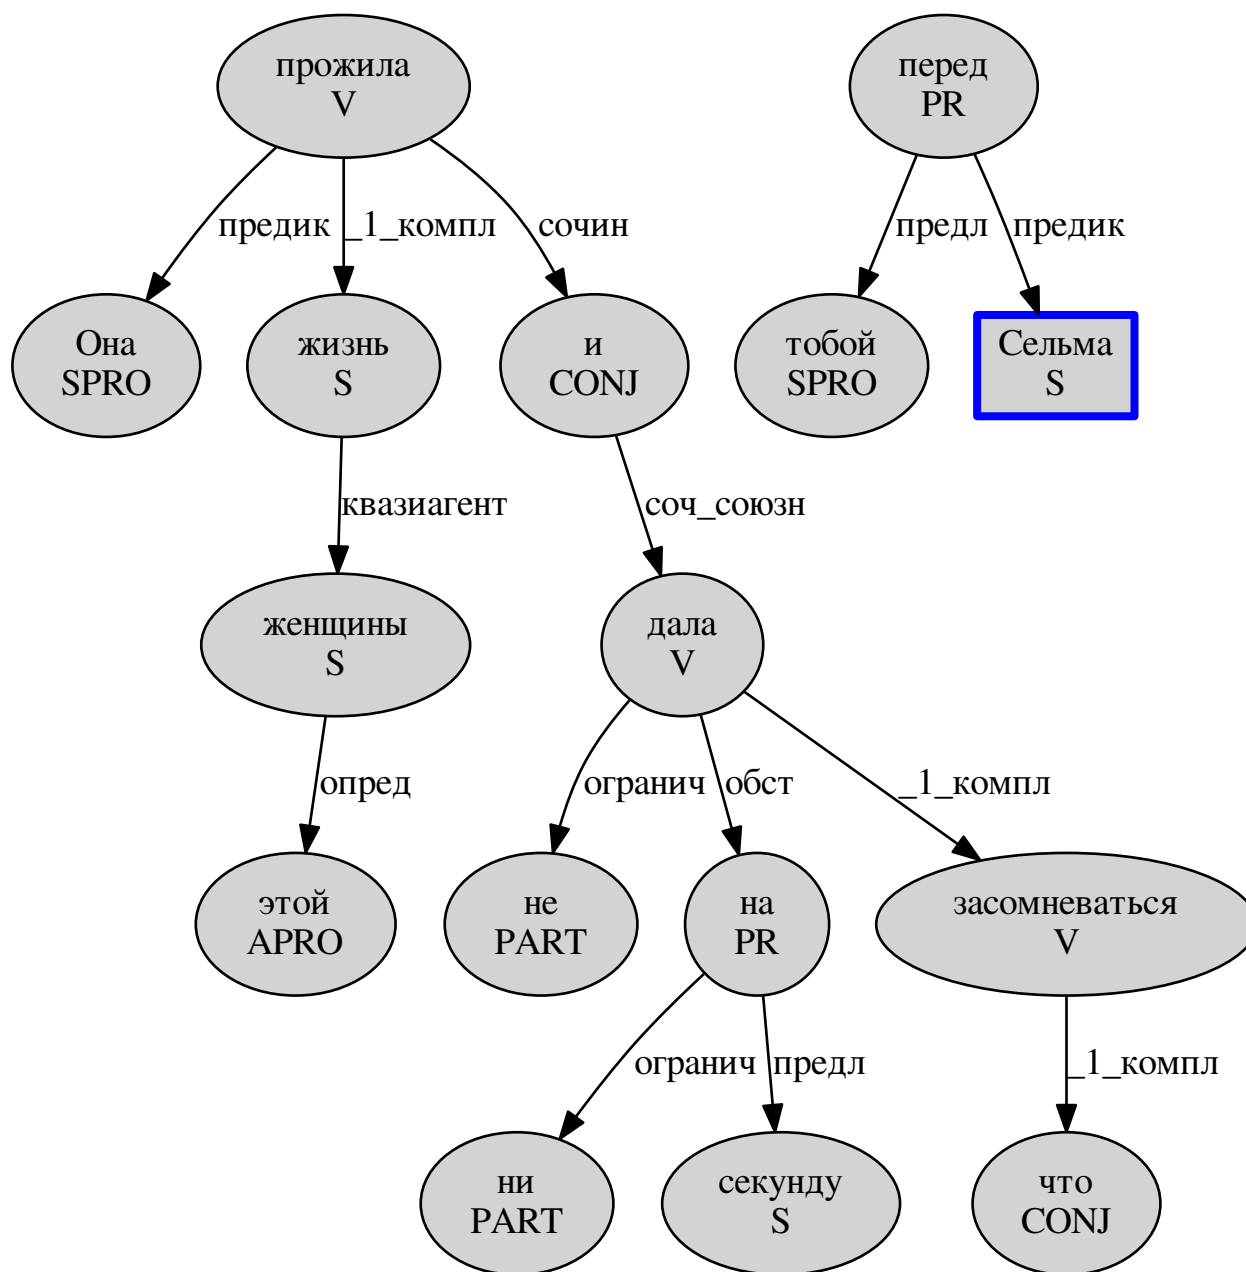 прожила
V
перед
PR
предик
_1_компл
сочин
предл
предик
Она
SPRO
жизнь
S
и
CONJ
тобой
SPRO
Сельма
S
квазиагент
соч_союзн
женщины
S
дала
V
опред
огранич
обст
_1_компл
этой
APRO
не
PART
на
PR
засомневаться
V
огранич
предл
_1_компл
ни
PART
секунду
S
что
CONJ